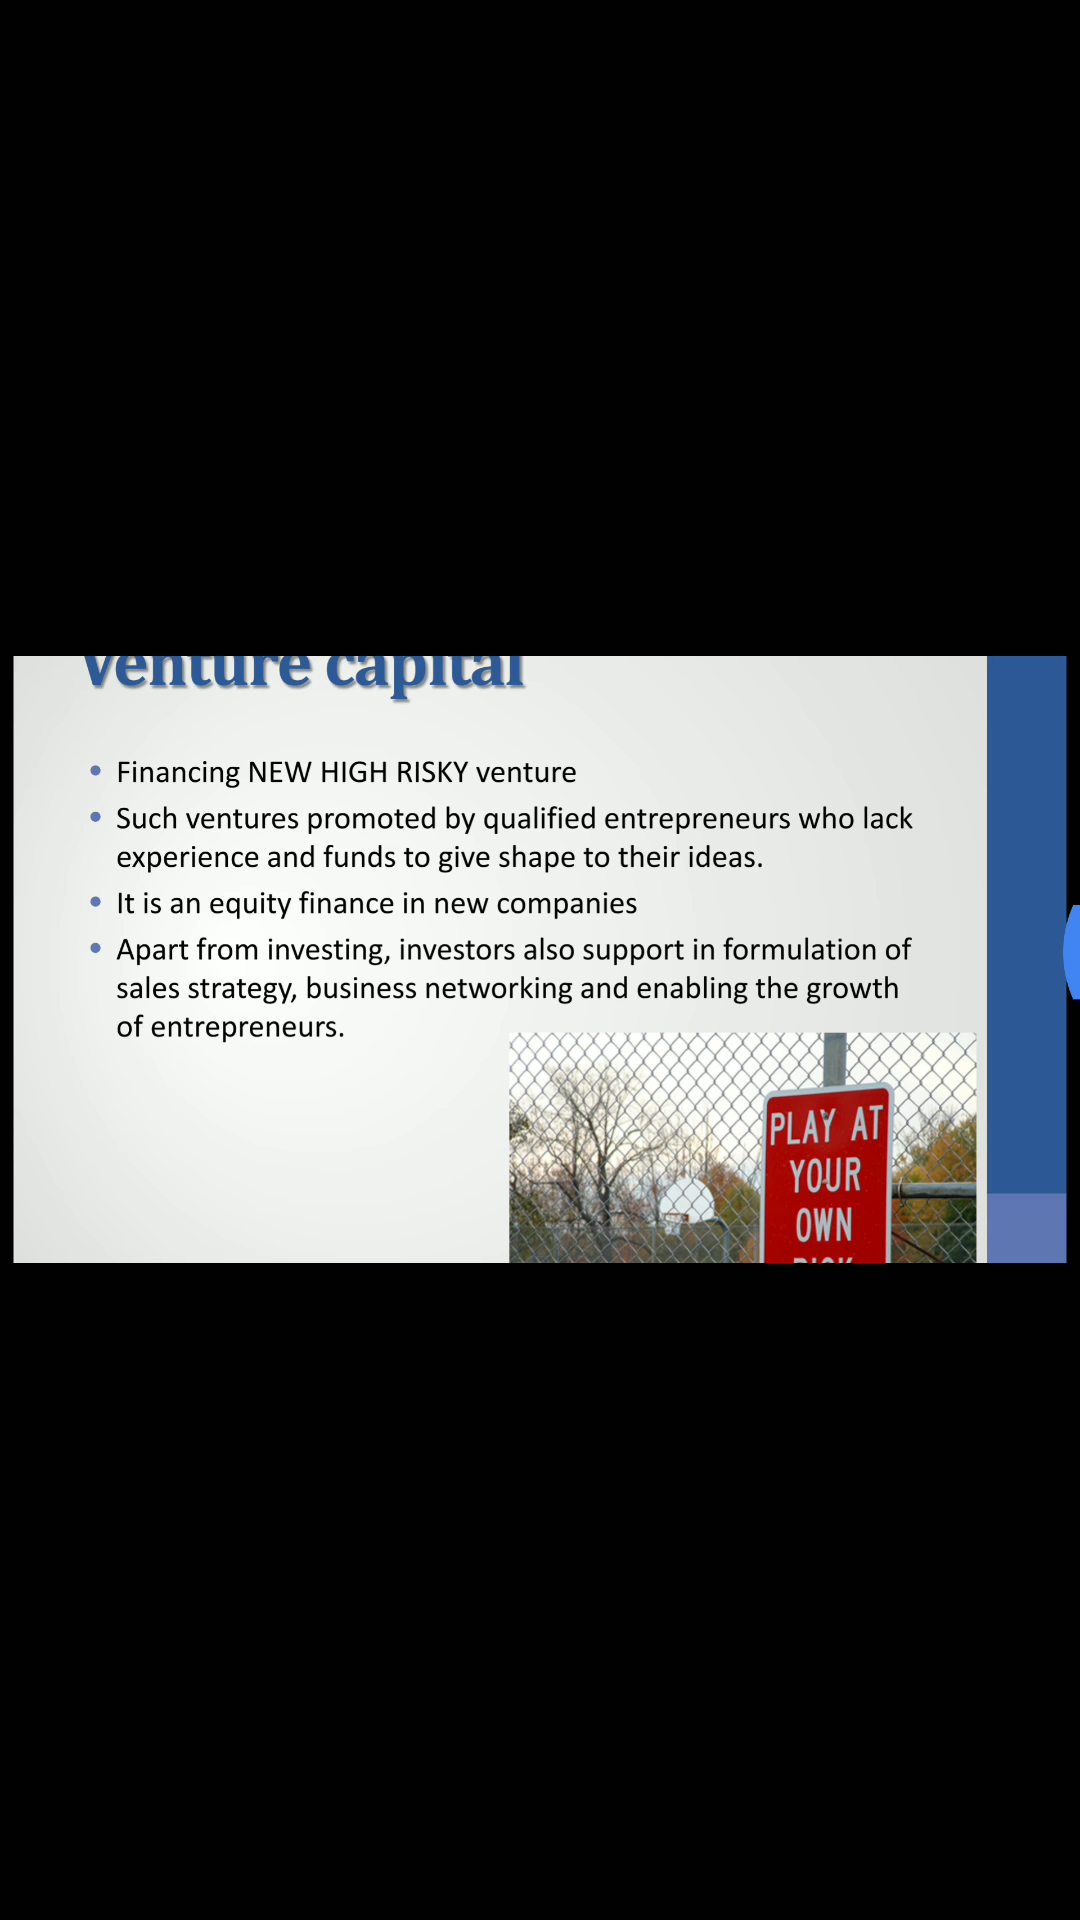 Venture capital
• Financing NEW HIGH RISKY venture
• Such ventures promoted by qualified entrepreneurs who lack
experience and funds to give shape to their ideas.
• It is an equity finance in new companies
• Apart from investing, investors also support in formulation of
sales strategy, business networking and enabling the growth
of entrepreneurs.
PLAY AT
YOUR
OWN
RISK